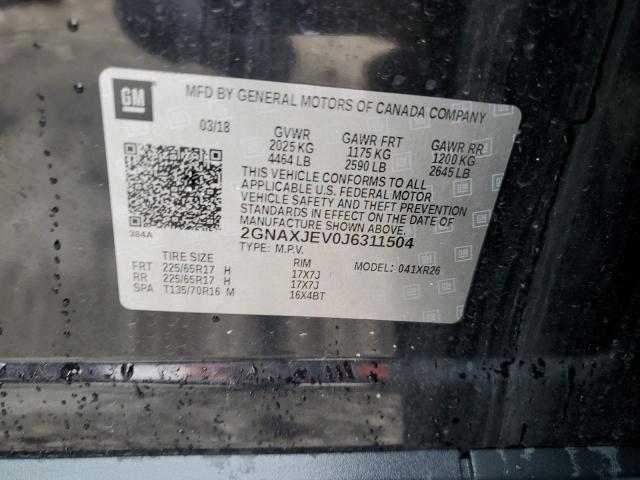 GM
MFD BY GENERAL MOTORS OF CANADA COMPANY
03/18 GVWR GAWR FRT GAWR RR
2025 KG 1175 KG 1200 KG
4464 LB 2590 LB 2645 LB
THIS VEHICLE CONFORMS TO ALL
APPLICABLE U.S. FEDERAL MOTOR
VEHICLE SAFETY AND THEFT PREVENTION
STANDARDS IN EFFECT ON THE DATE OF
MANUFACTURE SHOWN ABOVE.
384A
2GNAXJEV0J6311504
TYPE: M.P.V.
TIRE SIZE RIM MODEL: 041XR26
FRT 225/65R17 H 17X7J
RR 225/65R17 H 17X7J
SPA T135/70R16 M 16X4BT